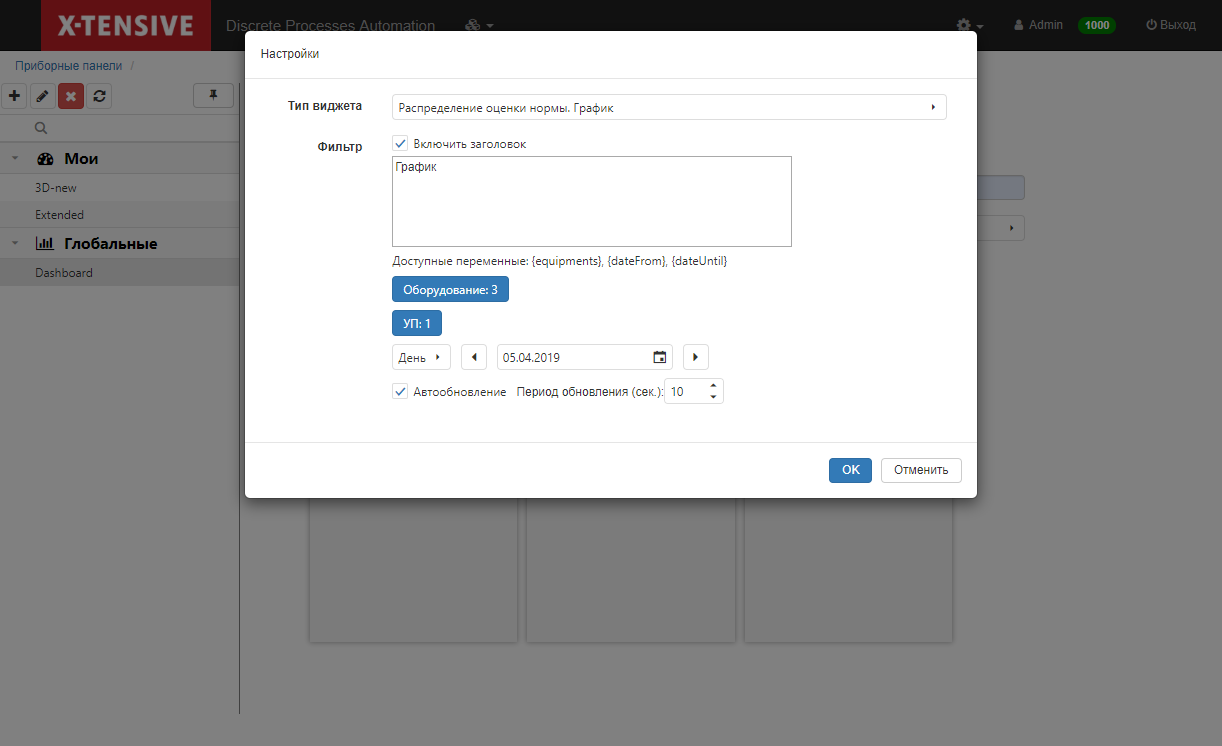 X-TENSIVE Discrete Processes Automation Admin 1000 Выход
Приборные панели /
Мои
3D-new
Extended
Глобальные
Dashboard
Настройки
Тип виджета Распределение оценки нормы. График
Фильтр Включить заголовок
График
Доступные переменные: {equipments}, {dateFrom}, {dateUntil}
Оборудование: 3
УП: 1
День 05.04.2019
Автообновление Период обновления (сек.): 10
OK Отменить